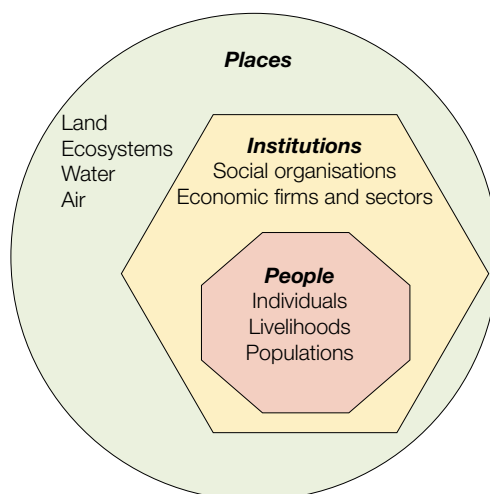 Places
Land
Ecosystems
Water
Air
Institutions
Social organisations
Economic firms and sectors
People
Individuals
Livelihoods
Populations